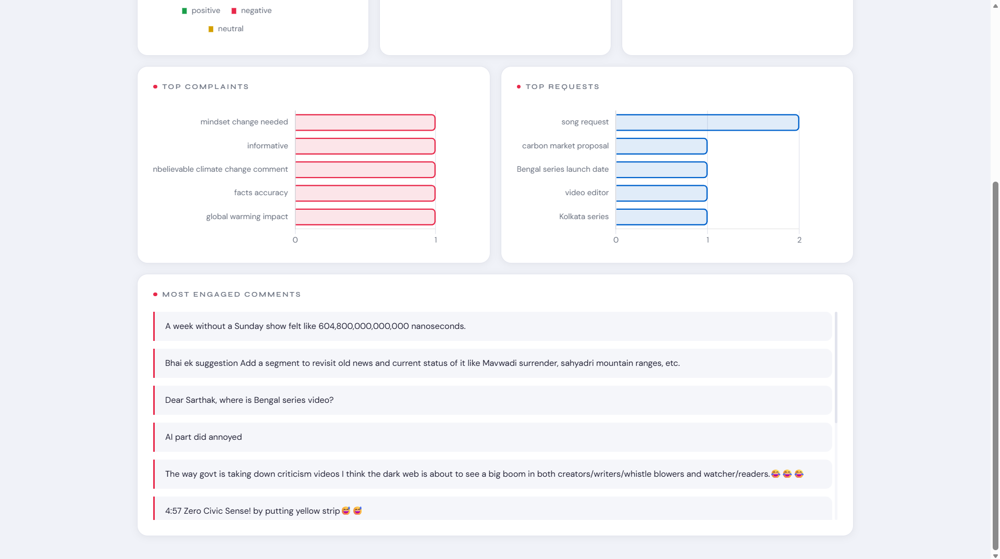 positive negative
neutral
TOP COMPLAINTS
mindset change needed
informative
nbelievable climate change comment
facts accuracy
global warming impact
0 1
TOP REQUESTS
song request
carbon market proposal
Bengal series launch date
video editor
Kolkata series
0 1 2
MOST ENGAGED COMMENTS
A week without a Sunday show felt like 604,800,000,000,000 nanoseconds.
Bhai ek suggestion Add a segment to revisit old news and current status of it like Mavwadi surrender, sahyadri mountain ranges, etc.
Dear Sarthak, where is Bengal series video?
AI part did annoyed
The way govt is taking down criticism videos I think the dark web is about to see a big boom in both creators/writers/whistle blowers and watcher/readers.😂 😂 😂
4:57 Zero Civic Sense! by putting yellow strip😅 😅